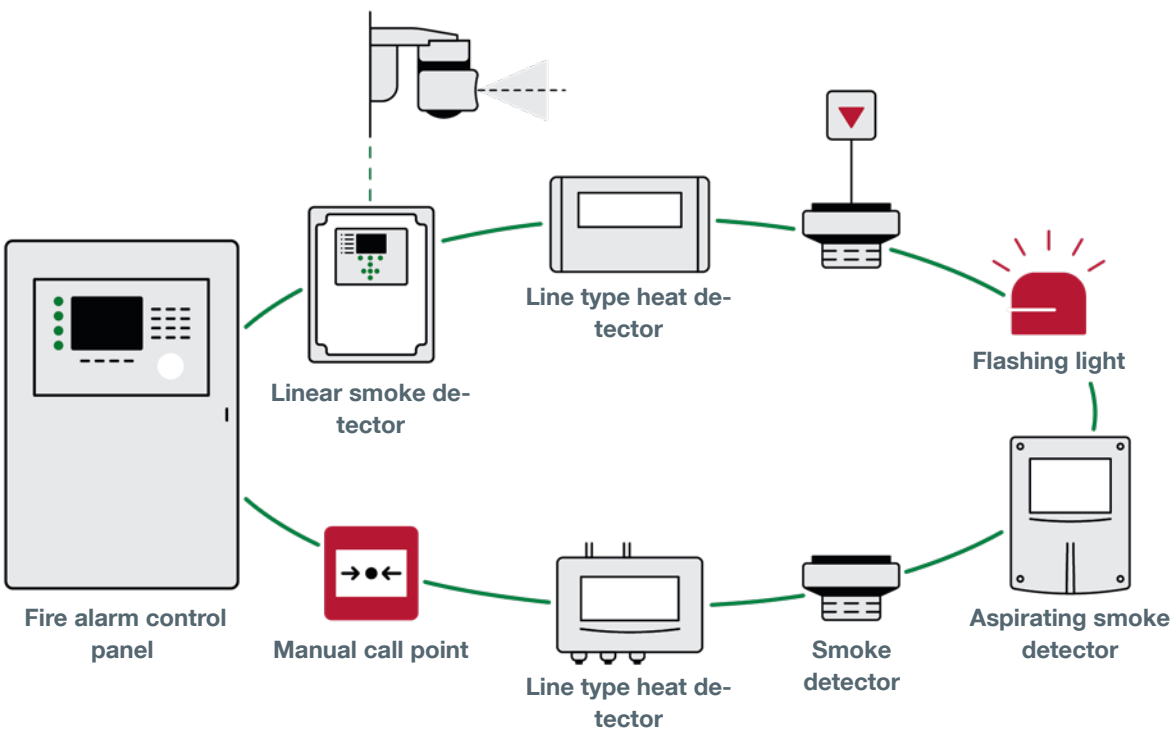 Line type heat de-
tector
Flashing light
Linear smoke de-
tector
Fire alarm control
panel
Manual call point
Line type heat de-
tector
Smoke
detector
Aspirating smoke
detector